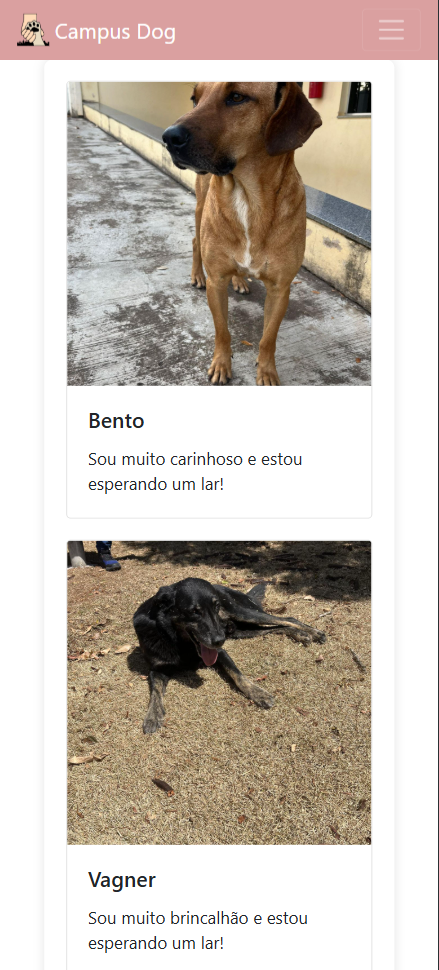 Campus Dog
Bento
Sou muito carinhoso e estou
esperando um lar!
Vagner
Sou muito brincalhão e estou
esperando um lar!